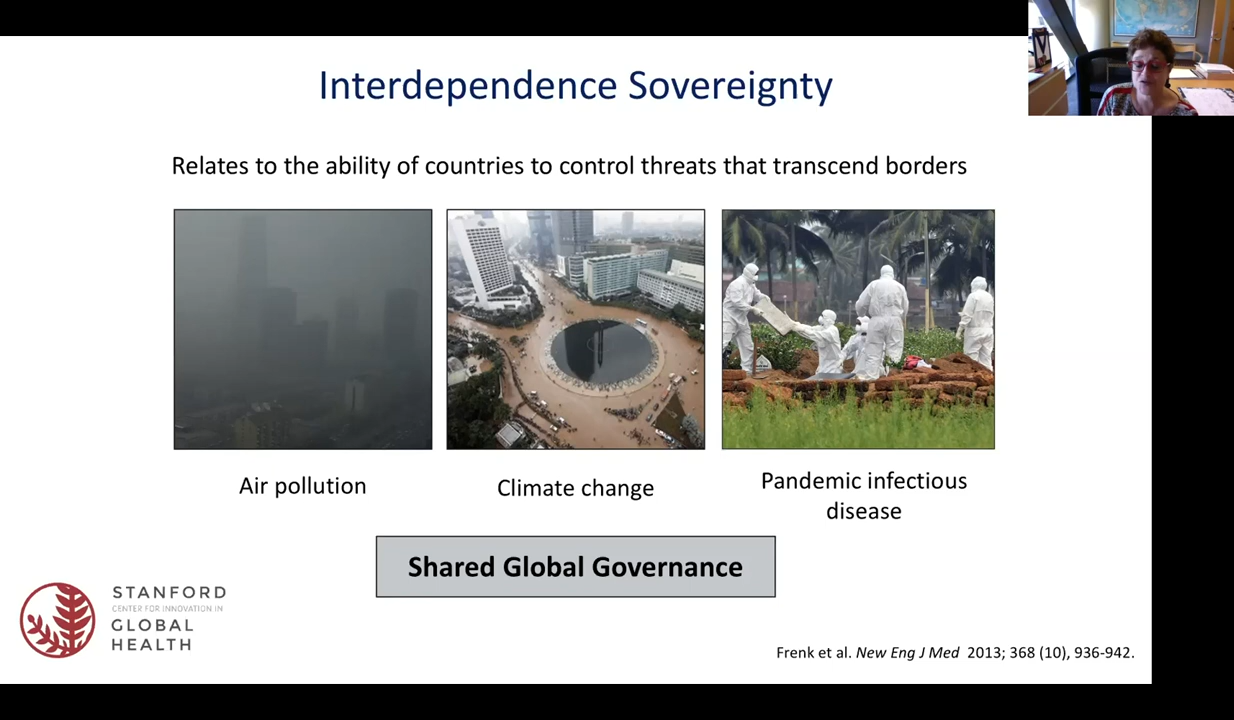 Interdependence Sovereignty
Relates to the ability of countries to control threats that transcend borders
Air pollution
Climate change
Pandemic infectious
disease
Shared Global Governance
STANFORD
CENTER FOR INNOVATION IN
GLOBAL
HEALTH
Frenk et al. New Eng J Med 2013; 368 (10), 936-942.